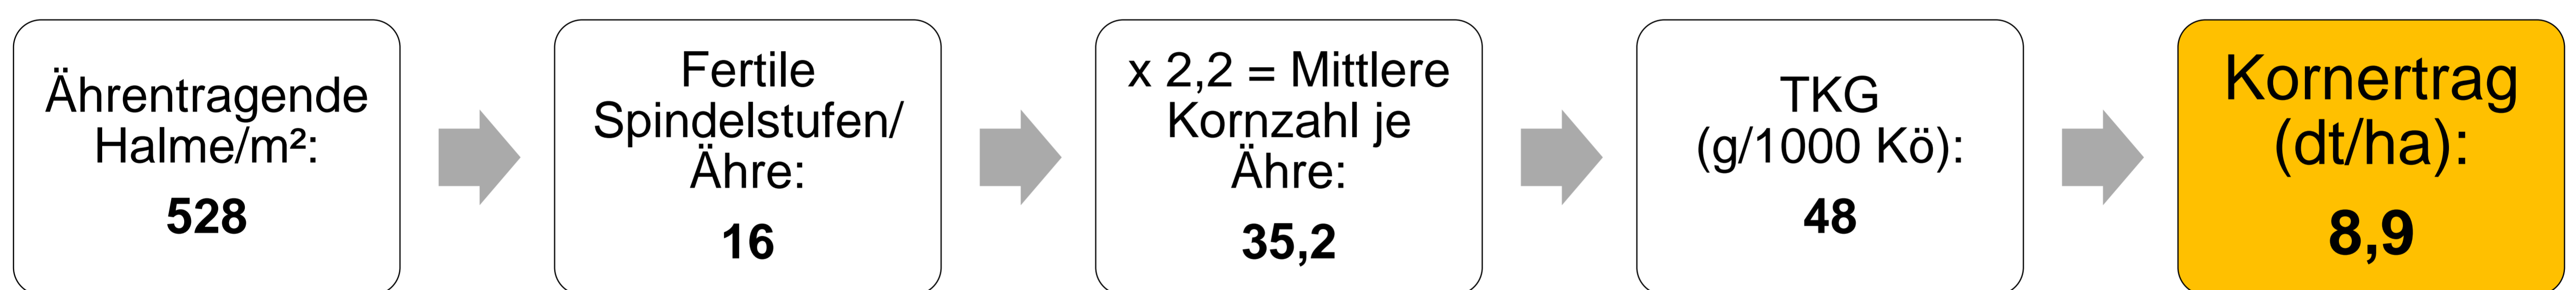 Ährentragende
Halme/m²:
528
Fertile
Spindelstufen/
Ähre:
16
x 2,2 = Mittlere
Kornzahl je
Ähre:
35,2
TKG
(g/1000 Kö):
48
Kornertrag
(dt/ha):
8,9